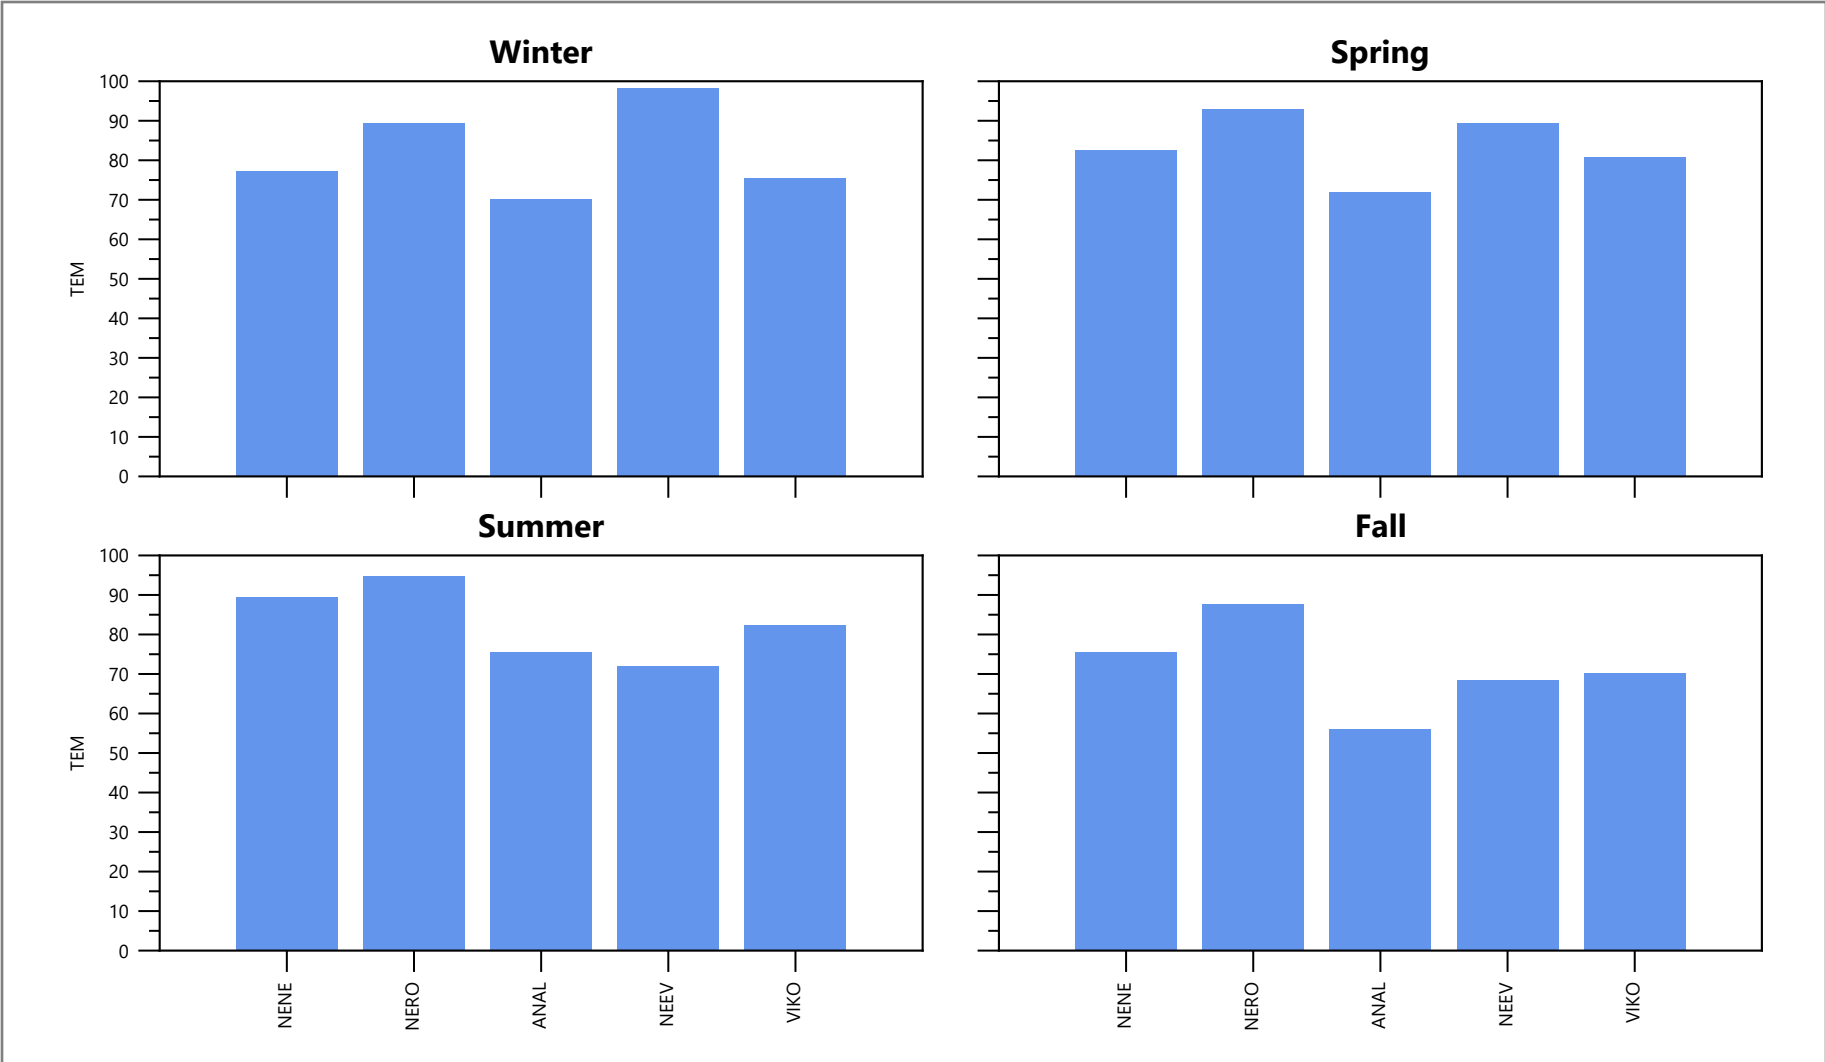 Winter
Spring
100
90
80
70
60
50
40
30
20
10
0
TEM
Summer
Fall
100
90
80
70
60
50
40
30
20
10
0
TEM
NENE
NERO
ANAL
NEEV
VIKO
NENE
NERO
ANAL
NEEV
VIKO